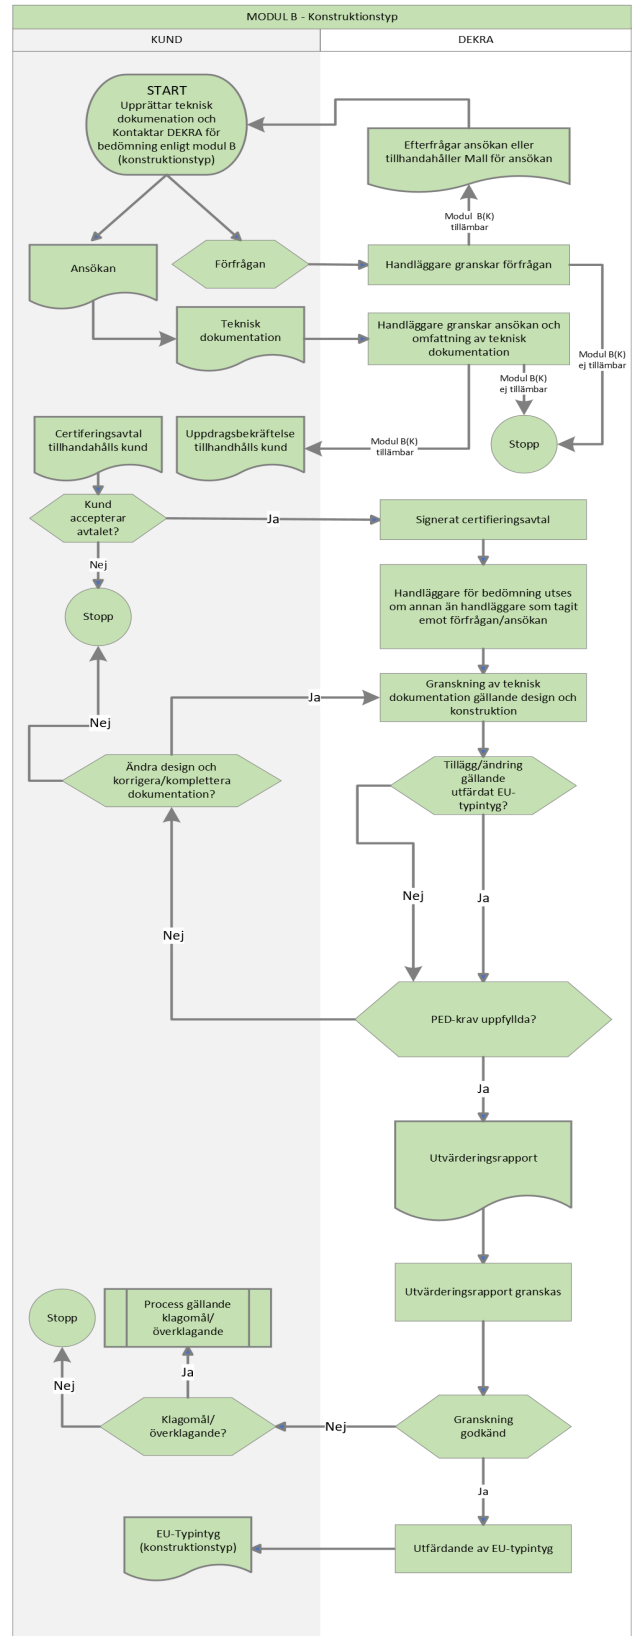 MODUL B - Konstruktionstyp
KUND
DEKRA
START
Upprättar teknisk
dokumenation och
Kontaktar DEKRA för
bedömning enligt modul B
(konstruktionstyp)
Efterfrågar ansökan eller
tillhandahåller Mall för ansökan
Modul B(K)
tillämbar
Ansökan
Förfrågan
Handläggare granskar förfrågan
Teknisk
dokumentation
Handläggare granskar ansökan och
omfattning av teknisk
dokumentation
Modul B(K)
ej tillämbar
Modul B(K)
ej tillämbar
Certiferingsavtal
tillhandahålls kund
Uppdragsbekräftelse
tillhandhålls kund
Modul B(K)
tillämbar
Stopp
Kund
accepterar
avtalet?
Ja
Signerat certifieringsavtal
Nej
Stopp
Handläggare för bedömning utses
om annan än handläggare som tagit
emot förfrågan/ansökan
Granskning av teknisk
dokumentation gällande design och
konstruktion
Ja
Nej
Ändra design och
korrigera/komplettera
dokumentation?
Tillägg/ändring
gällande
utfärdat EU-
typintyg?
Nej
Ja
Nej
PED-krav uppfyllda?
Ja
Utvärderingsrapport
Utvärderingsrapport granskas
Stopp
Process gällande
klagomål/
överklagande
Nej
Ja
Klagomål/
överklagande?
Nej
Granskning
godkänd
Ja
EU-Typintyg
(konstruktionstyp)
Utfärdande av EU-typintyg